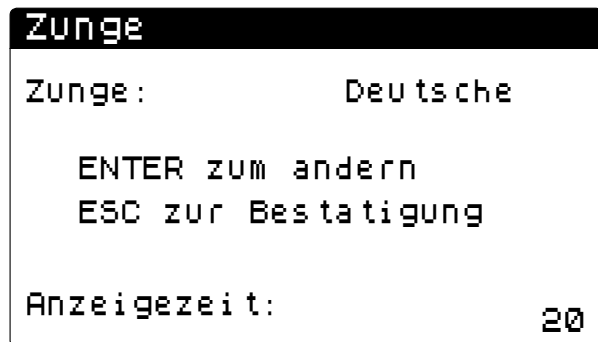 Zunge
Zunge: Deutsche
ENTER zum andern
ESC zur Bestatigung
Anzeigezeit:
20